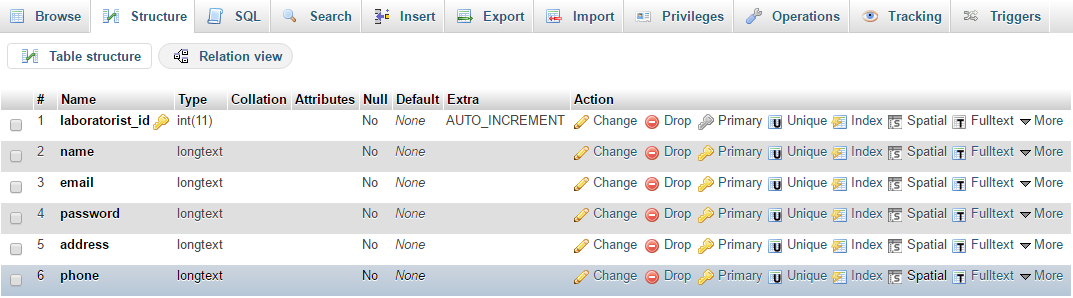 Browse Structure SQL Search Insert Export Import Privileges Operations Tracking Triggers
Table structure Relation view
# Name Type Collation Attributes Null Default Extra Action
1 laboratorist_id int(11) No None AUTO_INCREMENT Change Drop Primary Unique Index Spatial Fulltext More
2 name longtext No None Change Drop Primary Unique Index Spatial Fulltext More
3 email longtext No None Change Drop Primary Unique Index Spatial Fulltext More
4 password longtext No None Change Drop Primary Unique Index Spatial Fulltext More
5 address longtext No None Change Drop Primary Unique Index Spatial Fulltext More
6 phone longtext No None Change Drop Primary Unique Index Spatial Fulltext More